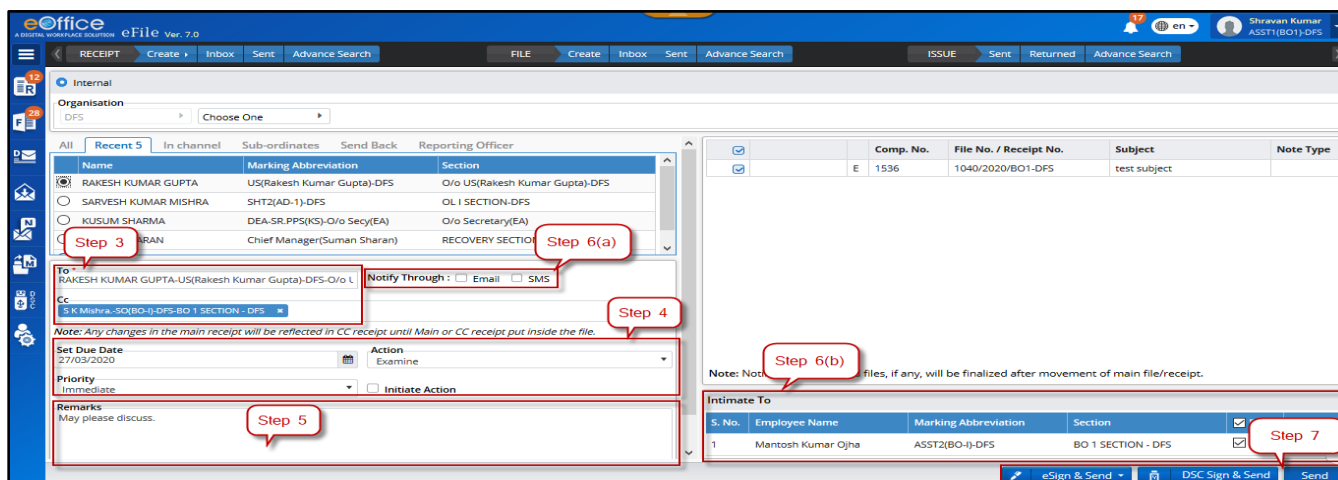 eOffice
A DIGITAL WORKPLACE SOLUTION eFile Ver. 7.0
17 en Shravan Kumar
ASST1(BO1)-DFS
RECEIPT Create Inbox Sent Advance Search FILE Create Inbox Sent Advance Search ISSUE Sent Returned Advance Search
12
28
Internal
Organisation
DFS Choose One
All Recent 5 In channel Sub-ordinates Send Back Reporting Officer
Name Marking Abbreviation Section
RAKESH KUMAR GUPTA US(Rakesh Kumar Gupta)-DFS O/o US(Rakesh Kumar Gupta)-DFS
SARVESH KUMAR MISHRA SHT2(AD-1)-DFS OL I SECTION-DFS
KUSUM SHARMA DEA-SR.PPS(KS)-O/o Secy(EA) O/o Secretary(EA)
Chief Manager(Suman Sharan) RECOVERY
Step 3
Step 6(a)
To *
RAKESH KUMAR GUPTA-US(Rakesh Kumar Gupta)-DFS-O/o
Notify Through : Email SMS
Cc
S K Mishra.-SO(BO-I)-DFS-BO 1 SECTION - DFS ×
Step 4
Note: Any changes in the main receipt will be reflected in CC receipt until Main or CC receipt put inside the file.
Set Due Date Action
27/03/2020 Examine
Priority
Immediate Initiate Action
Remarks
May please discuss.
Step 5
Comp. No. File No. / Receipt No. Subject Note Type
E 1536 1040/2020/BO1-DFS test subject
Step 6(b)
Note: files, if any, will be finalized after movement of main file/receipt.
Intimate To
S. No. Employee Name Marking Abbreviation Section
1 Mantosh Kumar Ojha ASST2(BO-I)-DFS BO 1 SECTION - DFS
Step 7
eSign & Send DSC Sign & Send Send